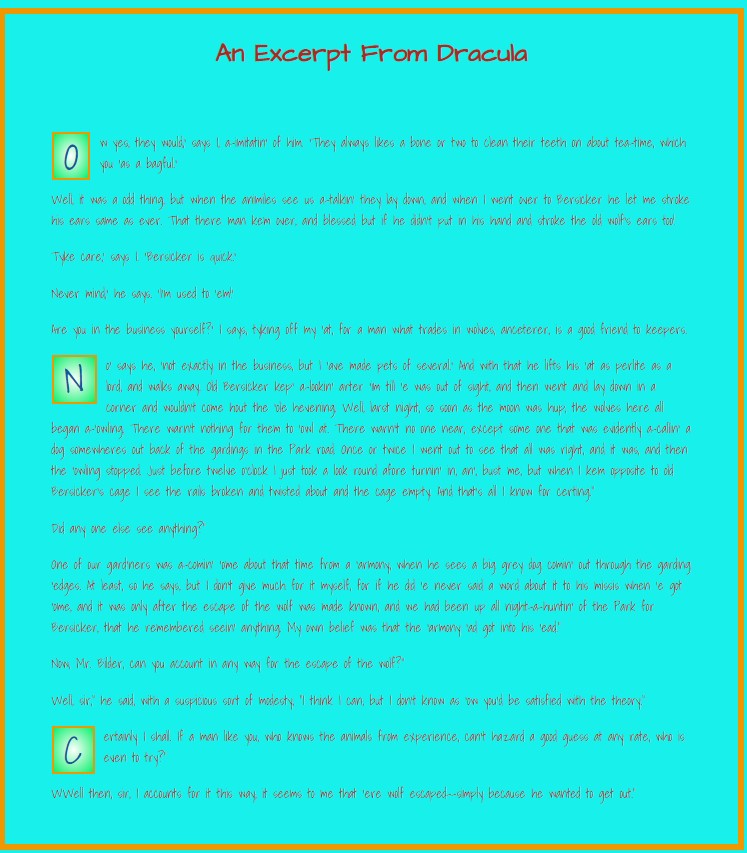 An Excerpt From Dracula
Ow yes, they would," says I, a-imitatin' of him. "They always likes a bone or two to clean their teeth on about tea-time, which
you 'as a bagful."
Well, it was a odd thing, but when the animiles see us a-talkin' they lay down, and when I went over to Bersicker he let me stroke
his ears same as ever. That there man kem over, and blessed but if he didn't put in his hand and stroke the old wolf's ears too!
'Tyke care,' says I. 'Bersicker is quick.'
Never mind,' he says. 'I'm used to 'em!'
Are you in the business yourself?" I says, tyking off my 'at, for a man what trades in wolves, anceterer, is a good friend to keepers.
No' says he, 'not exactly in the business, but I 'ave made pets of several.' And with that he lifts his 'at as perlite as a
lord, and walks away. Old Bersicker kep' a-lookin' arter 'im till 'e was out of sight, and then went and lay down in a
corner and wouldn't come hout the 'ole hevening. Well, larst night, so soon as the moon was hup, the wolves here all
began a-'owling. There warn't nothing for them to 'owl at. There warn't no one near, except some one that was evidently a-callin' a
dog somewheres out back of the gardings in the Park road. Once or twice I went out to see that all was right, and it was, and then
the 'owling stopped. Just before twelve o'clock I just took a look round afore turnin' in, an', bust me, but when I kem opposite to old
Bersicker's cage I see the rails broken and twisted about and the cage empty. And that's all I know for certing."
Did any one else see anything?"
One of our gard'ners was a-comin' 'ome about that time from a 'armony, when he sees a big grey dog comin' out through the garding
'edges. At least, so he says, but I don't give much for it myself, for if he did 'e never said a word about it to his missis when 'e got
'ome, and it was only after the escape of the wolf was made known, and we had been up all night-a-huntin' of the Park for
Bersicker, that he remembered seein' anything. My own belief was that the 'armony 'ad got into his 'ead."
Now, Mr. Bilder, can you account in any way for the escape of the wolf?"
Well, sir," he said, with a suspicious sort of modesty, "I think I can, but I don't know as 'ow you'd be satisfied with the theory."
Certainly I shall. If a man like you, who knows the animals from experience, can't hazard a good guess at any rate, who is
even to try?"
WWell then, sir, I accounts for it this way, it seems to me that 'ere wolf escaped--simply because he wanted to get out."